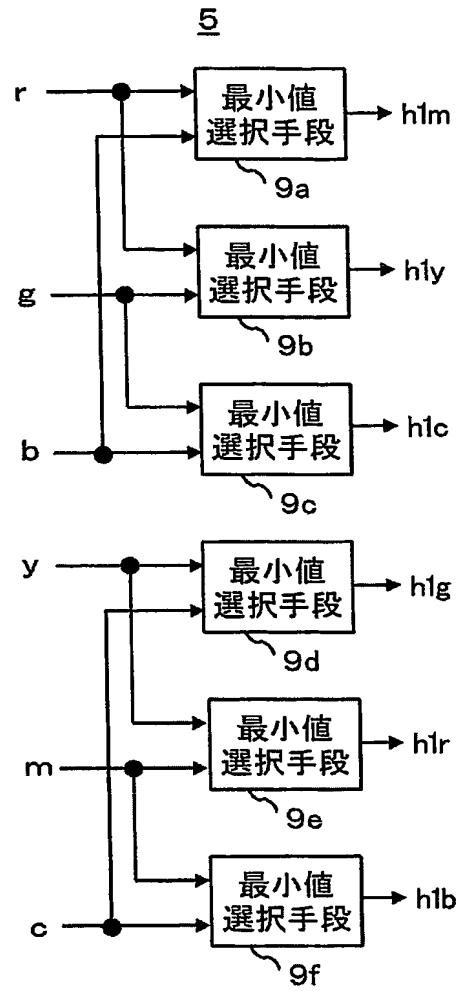 5
r
最小値
選択手段
h1m
9a
最小値
選択手段
h1y
g
9b
最小値
選択手段
h1c
b
9c
y
最小値
選択手段
h1g
9d
最小値
選択手段
h1r
m
9e
最小値
選択手段
h1b
c
9f